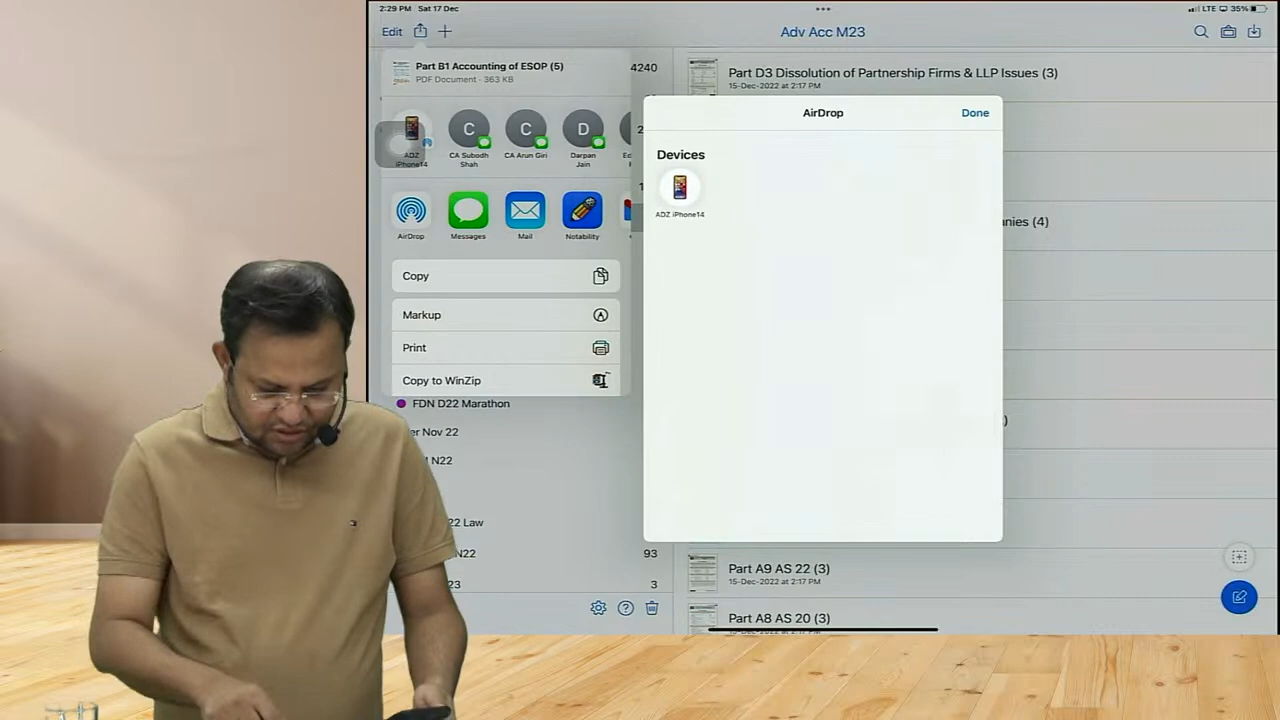 2:29 PM Sat 17 Dec
LTE 35%
Edit
Adv Acc M23
Part B1 Accounting of ESOP (5)
PDF Document · 363 KB
4240
ADZ iPhone14
CA Subodh Shah
CA Arun Giri
Darpan Jain
C
C
D
AirDrop
Messages
Mail
Notability
Copy
Markup
Print
Copy to WinZip
FDN D22 Marathon
er Nov 22
N22
22 Law
N22
93
23
3
Part D3 Dissolution of Partnership Firms & LLP Issues (3)
15-Dec-2022 at 2:17 PM
AirDrop
Done
Devices
ADZ iPhone14
nies (4)
Part A9 AS 22 (3)
15-Dec-2022 at 2:17 PM
Part A8 AS 20 (3)